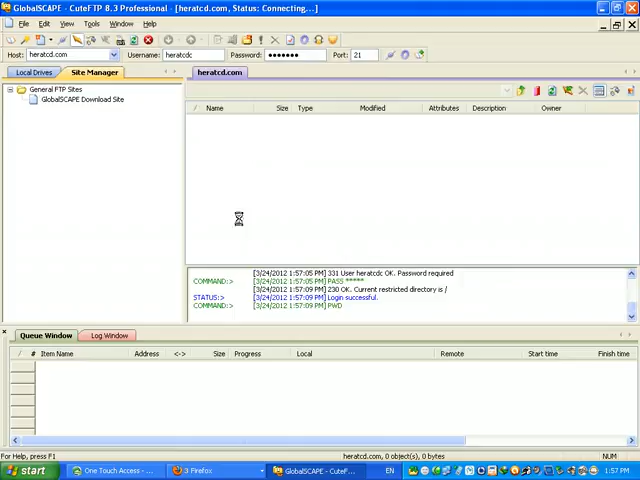 GlobalSCAPE - CuteFTP 8.3 Professional - [heratcd.com, Status: Connecting...]
File Edit View Tools Window Help
Host: heratcd.com Username: heratcdc Password: ●●●●●●● Port: 21
Local Drives Site Manager heratcd.com
General FTP Sites
GlobalSCAPE Download Site
/ Name Size Type Modified Attributes Description Owner
[3/24/2012 1:57:05 PM] 331 User heratcdc OK. Password required
COMMAND:> [3/24/2012 1:57:05 PM] PASS *****
[3/24/2012 1:57:09 PM] 230 OK. Current restricted directory is /
STATUS:> [3/24/2012 1:57:09 PM] Login successful.
COMMAND:> [3/24/2012 1:57:09 PM] PWD
Queue Window Log Window
/ # Item Name Address <-> Size Progress Local Remote Start time Finish time
For Help, press F1 heratcd.com, 0 object(s), 0 bytes NUM
start One Touch Access - ... 3 Firefox GlobalSCAPE - CuteF... EN 1:57 PM